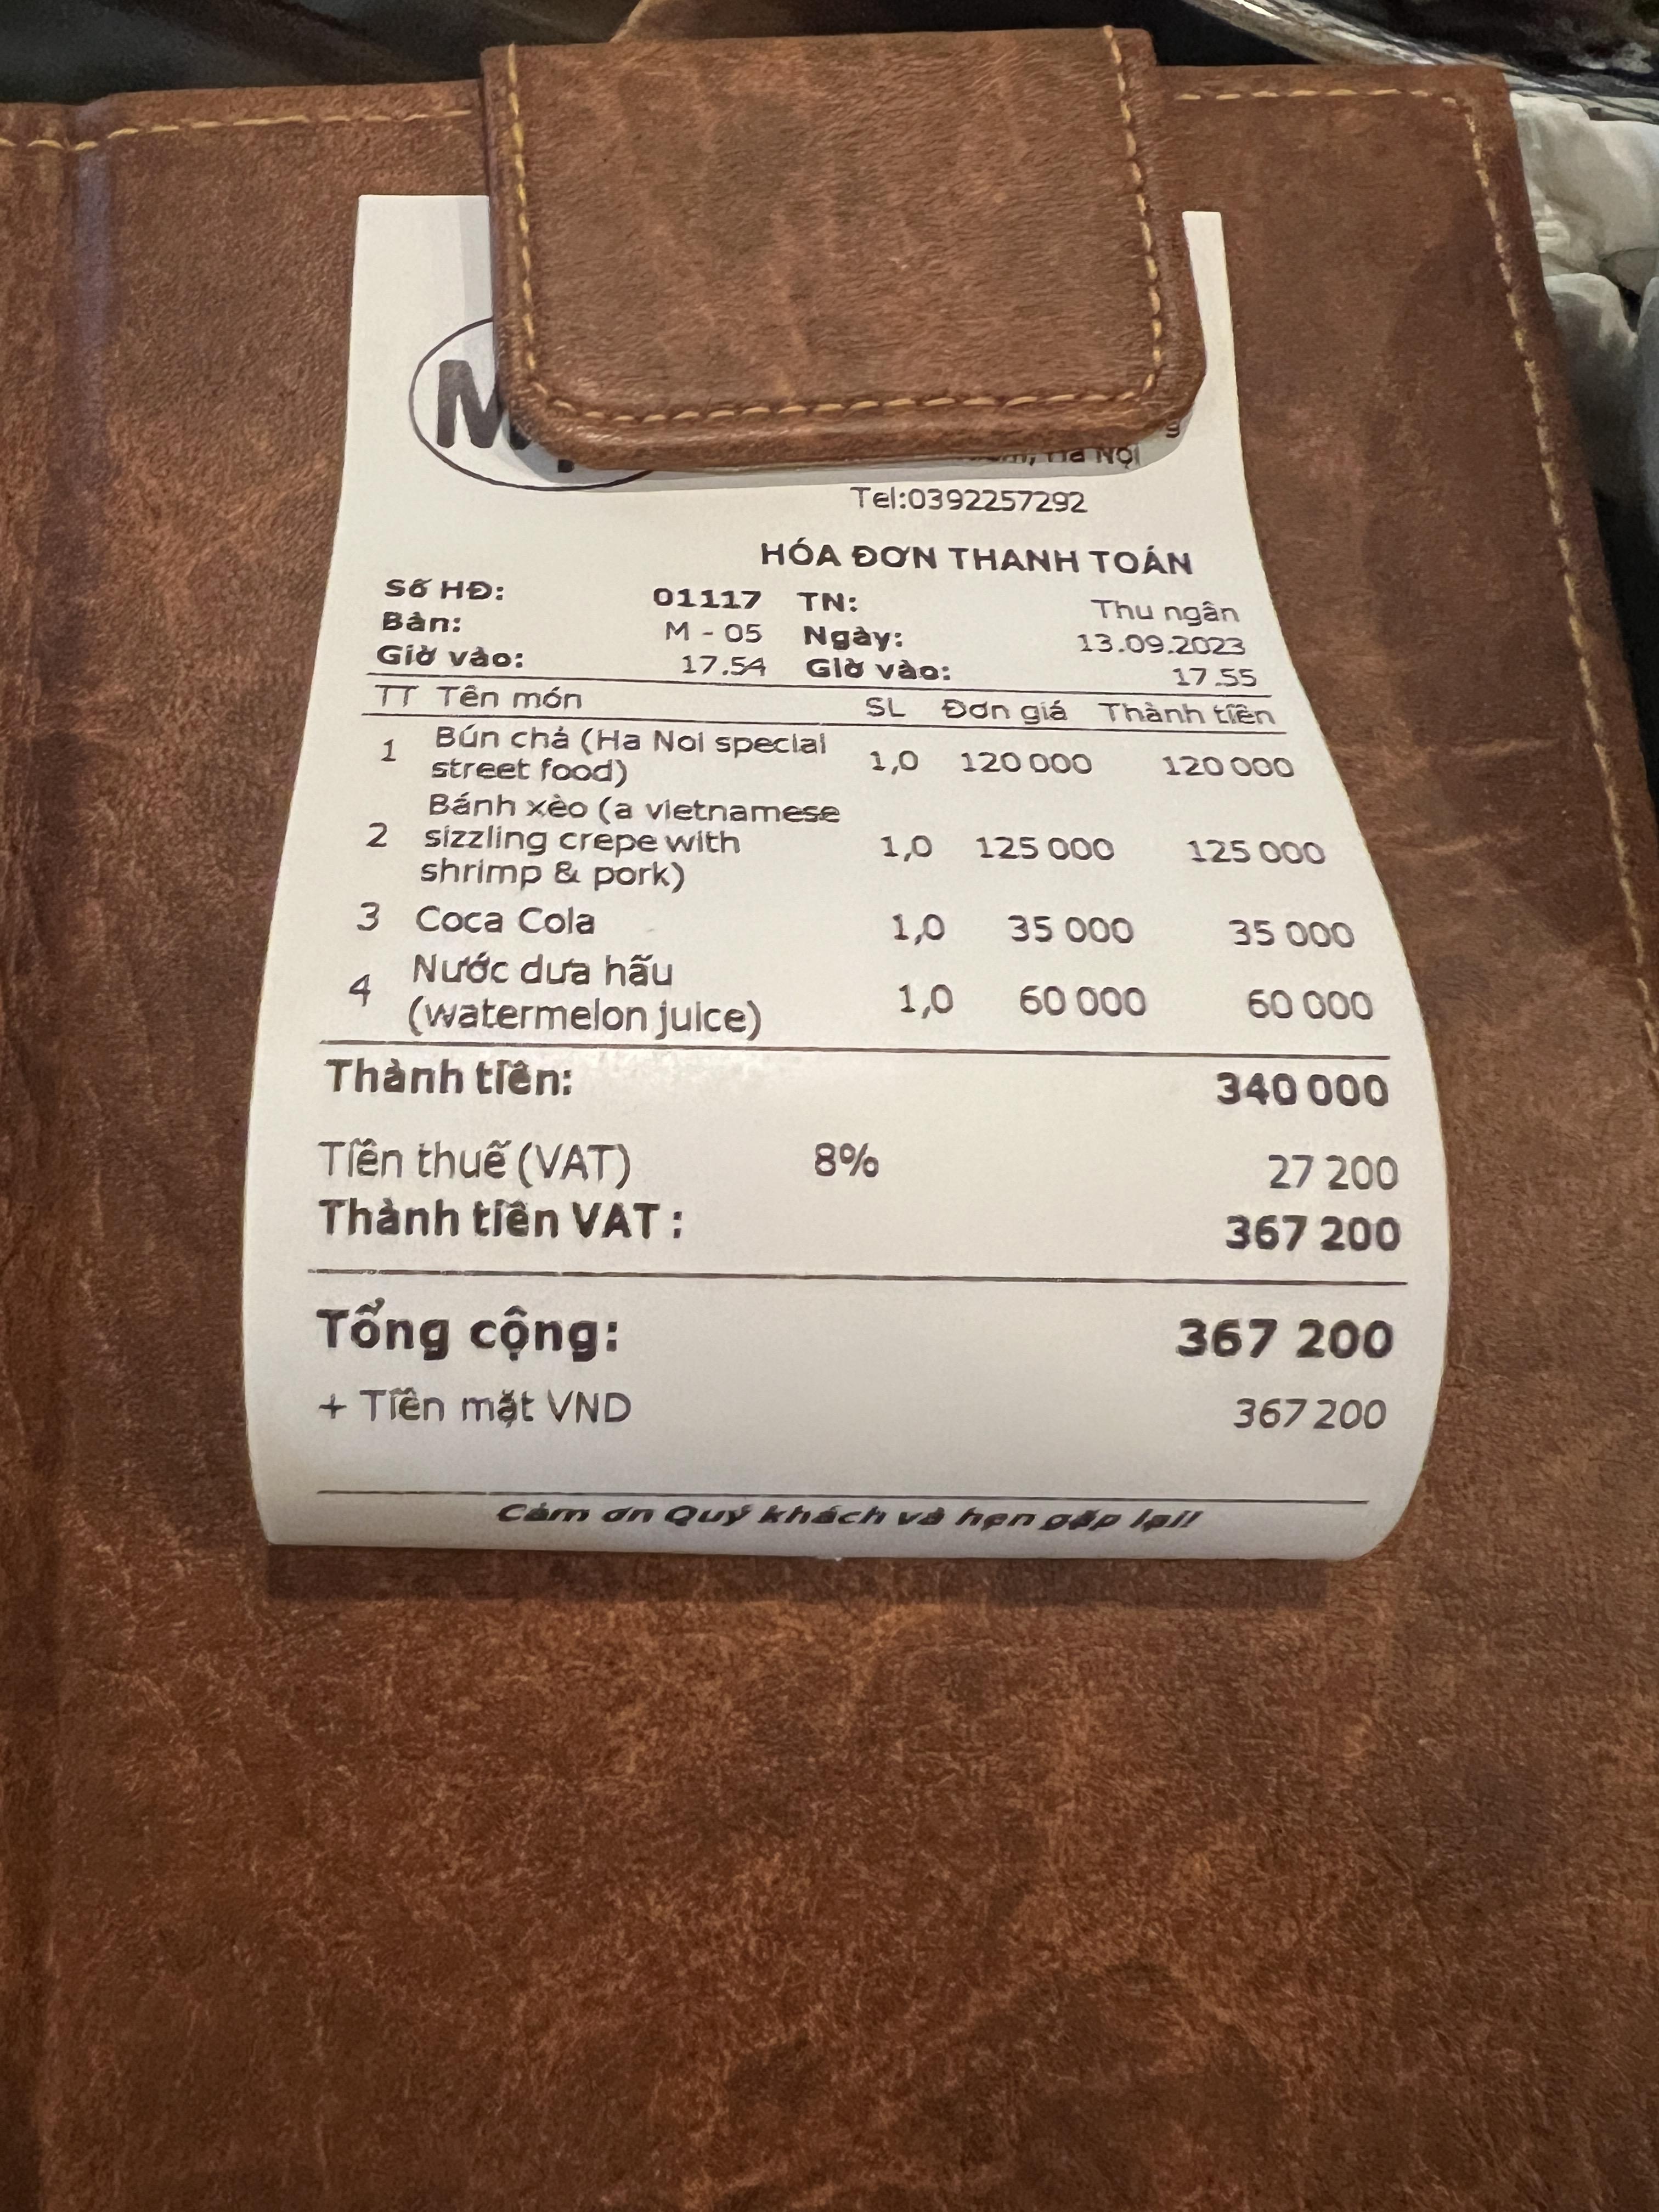 Hà Nội
Tel:0392257292
HÓA ĐƠN THANH TOÁN
Số HĐ: 01117 TN: Thu ngân
Bàn: M - 05 Ngày: 13.09.2023
Giờ vào: 17.54 Giờ vào: 17.55
TT Tên món SL Đơn giá Thành tiền
1 Bún chả (Ha Noi special 1,0 120 000 120 000
street food)
Bánh xèo (a vietnamese
2 sizzling crepe with 1,0 125 000 125 000
shrimp & pork)
3 Coca Cola 1,0 35 000 35 000
4 Nước dưa hấu 1,0 60 000 60 000
(watermelon juice)
Thành tiền: 340 000
Tiền thuế (VAT) 8% 27 200
Thành tiền VAT : 367 200
Tổng cộng: 367 200
+ Tiền mặt VND 367 200
Cảm ơn Quý khách và hẹn gặp lại!